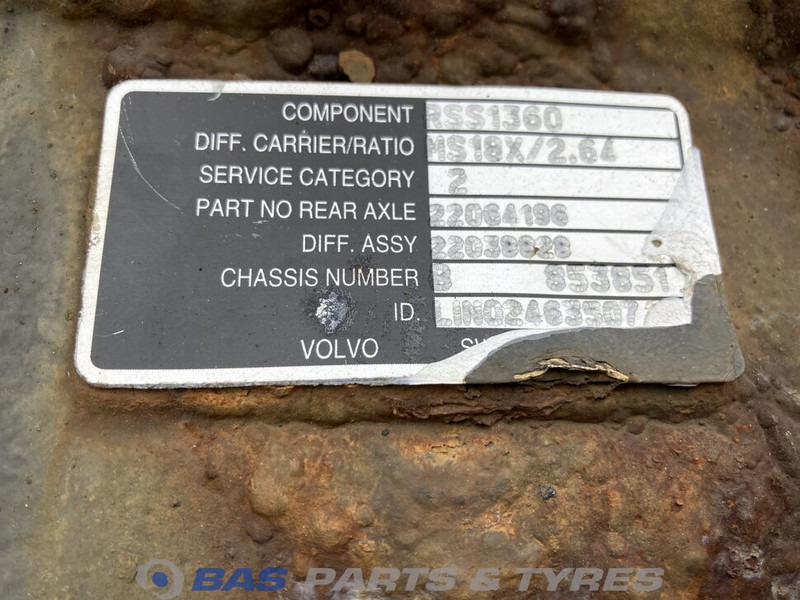 COMPONENT RSS1360
DIFF. CARRIER/RATIO MS18X/2.64
SERVICE CATEGORY 2
PART NO REAR AXLE 22064196
DIFF. ASSY 22038828
CHASSIS NUMBER B 853851
ID. LINO2463507
VOLVO
BAS PARTS & TYRES